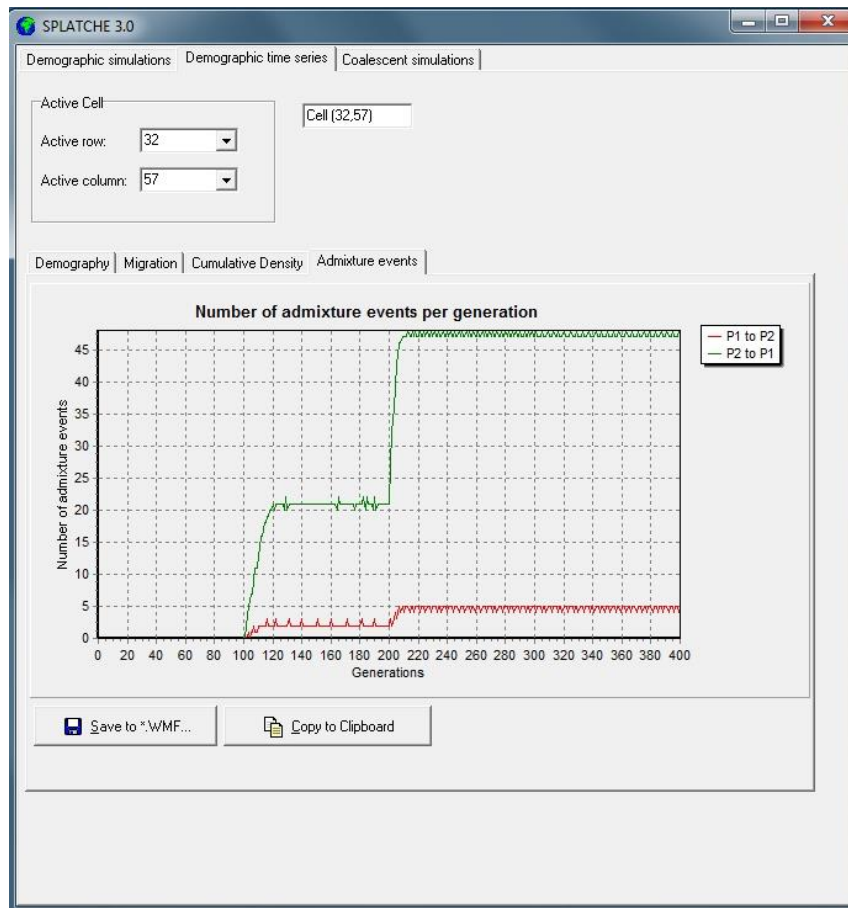 SPLATCHE 3.0
Demographic simulations Demographic time series Coalescent simulations
Active Cell
Cell (32,57)
Active row: 32
Active column: 57
Demography Migration Cumulative Density Admixture events
Number of admixture events per generation
P1 to P2
P2 to P1
Number of admixture events
45
40
35
30
25
20
15
10
5
0
0 20 40 60 80 100 120 140 160 180 200 220 240 260 280 300 320 340 360 380 400
Generations
Save to *.WMF... Copy to Clipboard